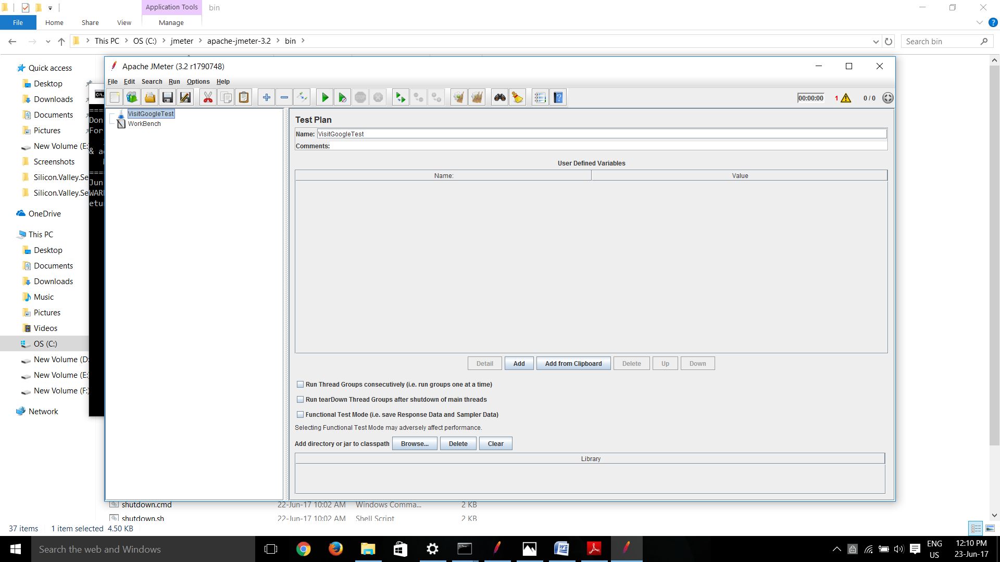 Application Tools
bin
File
Home
Share
View
Manage
This PC
OS (C:)
jmeter
apache-jmeter-3.2
bin
Search bin
Quick access
Desktop
Downloads
Documents
Pictures
New Volume (E:
Screenshots
Silicon.Valley.Se
Silicon.Valley.Se
OneDrive
This PC
Desktop
Documents
Downloads
Music
Pictures
Videos
OS (C:)
New Volume (D:
New Volume (E:
New Volume (F:)
Network
====
Don
For
& a
====
Jun
WAR
etu
Apache JMeter (3.2 r1790748)
File Edit Search Run Options Help
00:00:00
1
0 / 0
VisitGoogleTest
WorkBench
Test Plan
Name: VisitGoogleTest
Comments:
User Defined Variables
Name: Value
Detail Add Add from Clipboard Delete Up Down
Run Thread Groups consecutively (i.e. run groups one at a time)
Run tearDown Thread Groups after shutdown of main threads
Functional Test Mode (i.e. save Response Data and Sampler Data)
Selecting Functional Test Mode may adversely affect performance.
Add directory or jar to classpath Browse... Delete Clear
Library
shutdown.cmd 22-Jun-17 10:02 AM Windows Comma... 2 KB
shutdown.sh 22-Jun-17 10:02 AM Shell Script 2 KB
37 items 1 item selected 4.50 KB
Search the web and Windows
ENG
US
12:10 PM
23-Jun-17